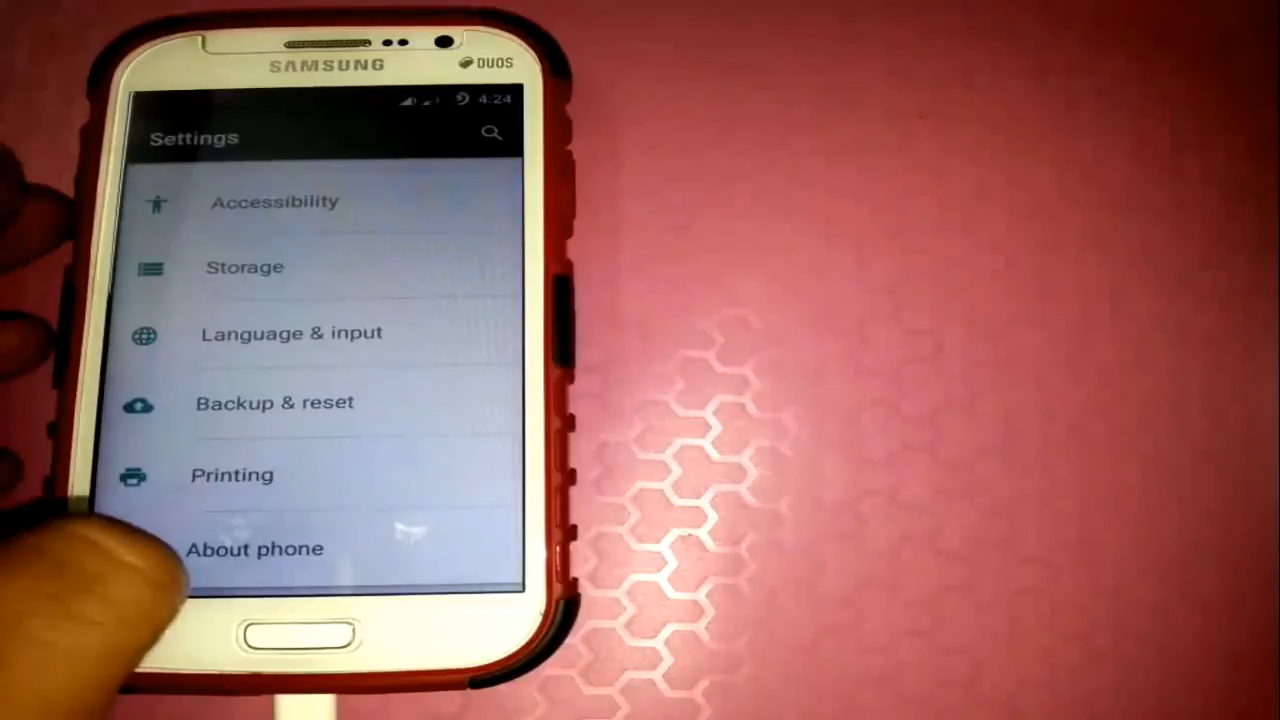 SAMSUNG
DUOS
4.24
Settings
Accessibility
Storage
Language & input
Backup & reset
Printing
About phone